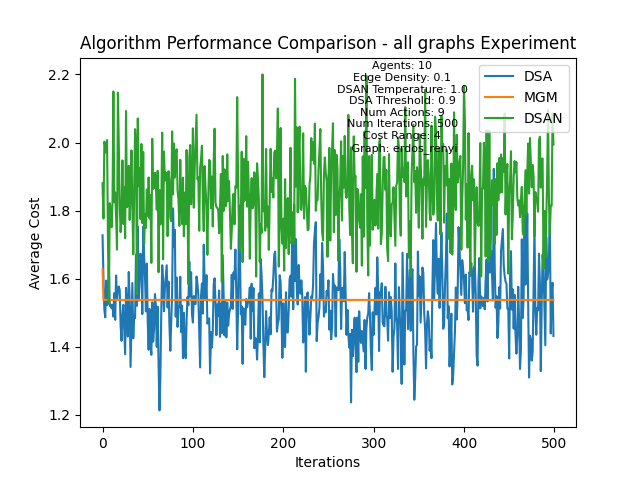 Algorithm Performance Comparison - all graphs Experiment
Agents: 10
Edge Density: 0.1
DSAN Temperature: 1.0
DSA Threshold: 0.9
Num Actions: 9
Num Iterations: 500
Cost Range: 4
Graph: erdos_renyi
DSA
MGM
DSAN
2.2
2.0
1.8
1.6
1.4
1.2
Average Cost
0
100
200
300
400
500
Iterations